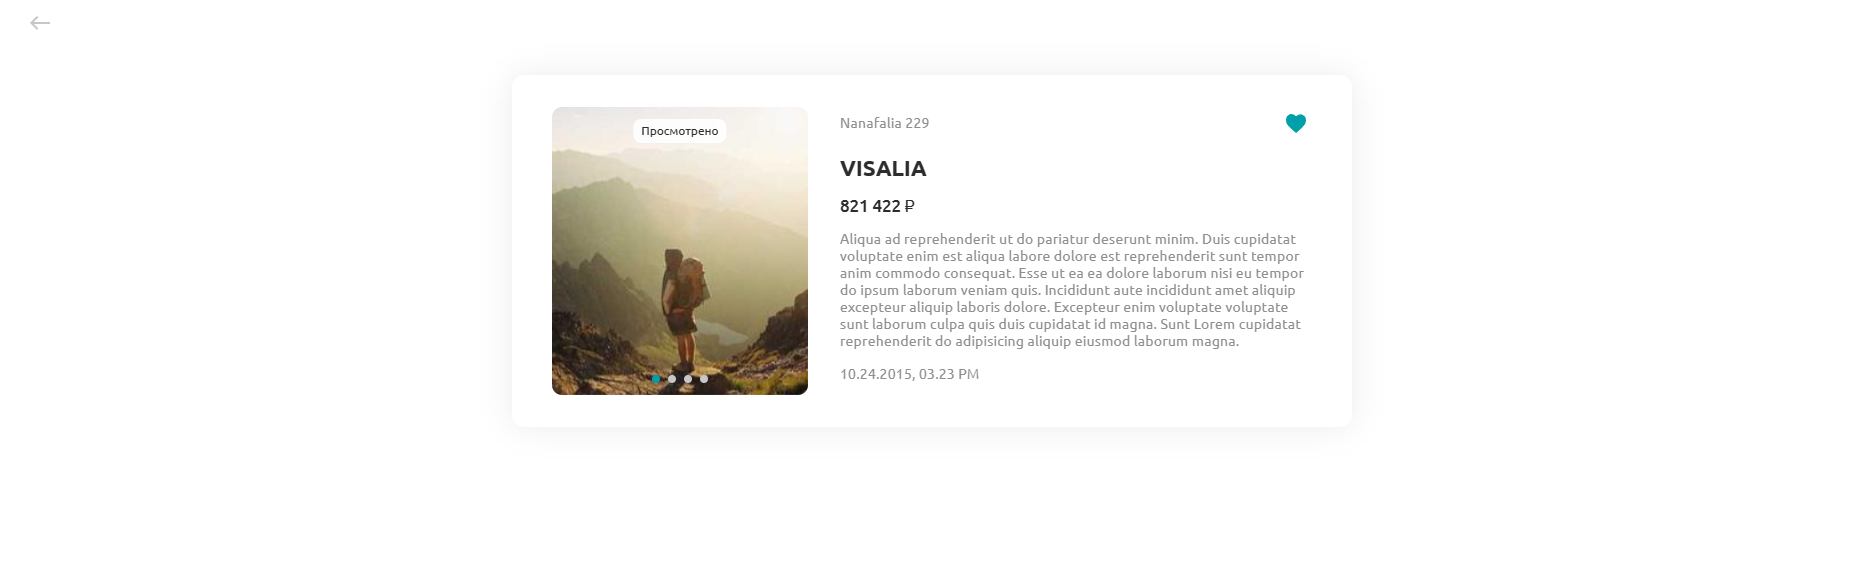 Просмотрено
Nanafalia 229
VISALIA
821 422 ₽
Aliqua ad reprehenderit ut do pariatur deserunt minim. Duis cupidatat
voluptate enim est aliqua labore dolore est reprehenderit sunt tempor
anim commodo consequat. Esse ut ea ea dolore laborum nisi eu tempor
do ipsum laborum veniam quis. Incididunt aute incididunt amet aliquip
excepteur aliquip laboris dolore. Excepteur enim voluptate voluptate
sunt laborum culpa quis duis cupidatat id magna. Sunt Lorem cupidatat
reprehenderit do adipisicing aliquip eiusmod laborum magna.
10.24.2015, 03.23 PM